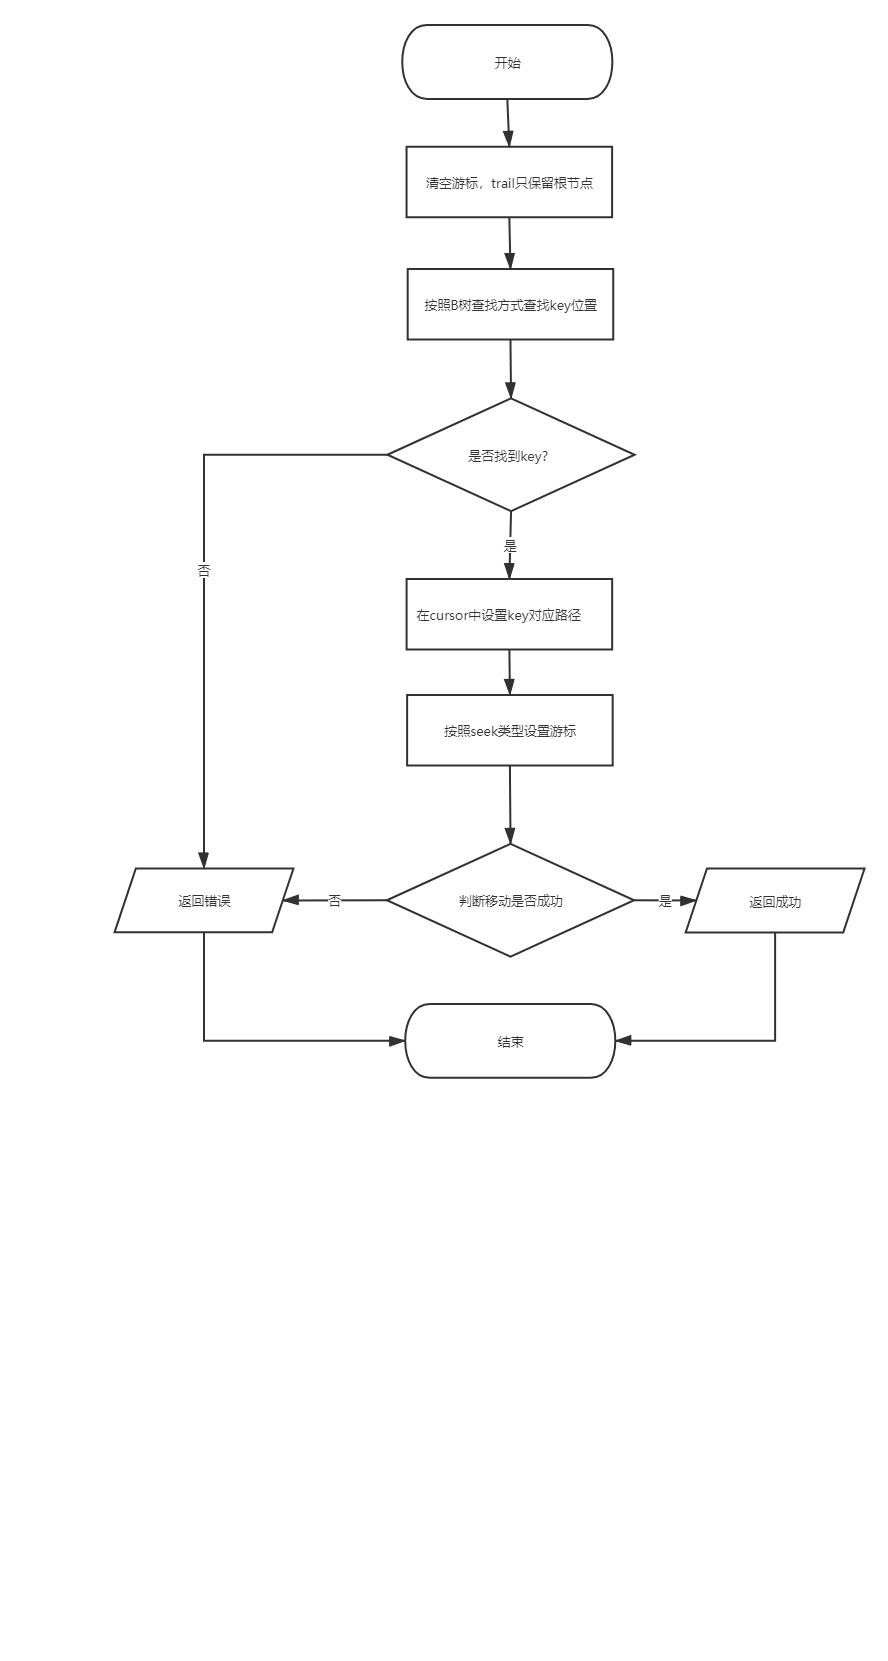 开始
清空游标，trail只保留根节点
按照B树查找方式查找key位置
是否找到key?
是
否
在cursor中设置key对应路径
按照seek类型设置游标
返回错误
否
判断移动是否成功
是
返回成功
结束